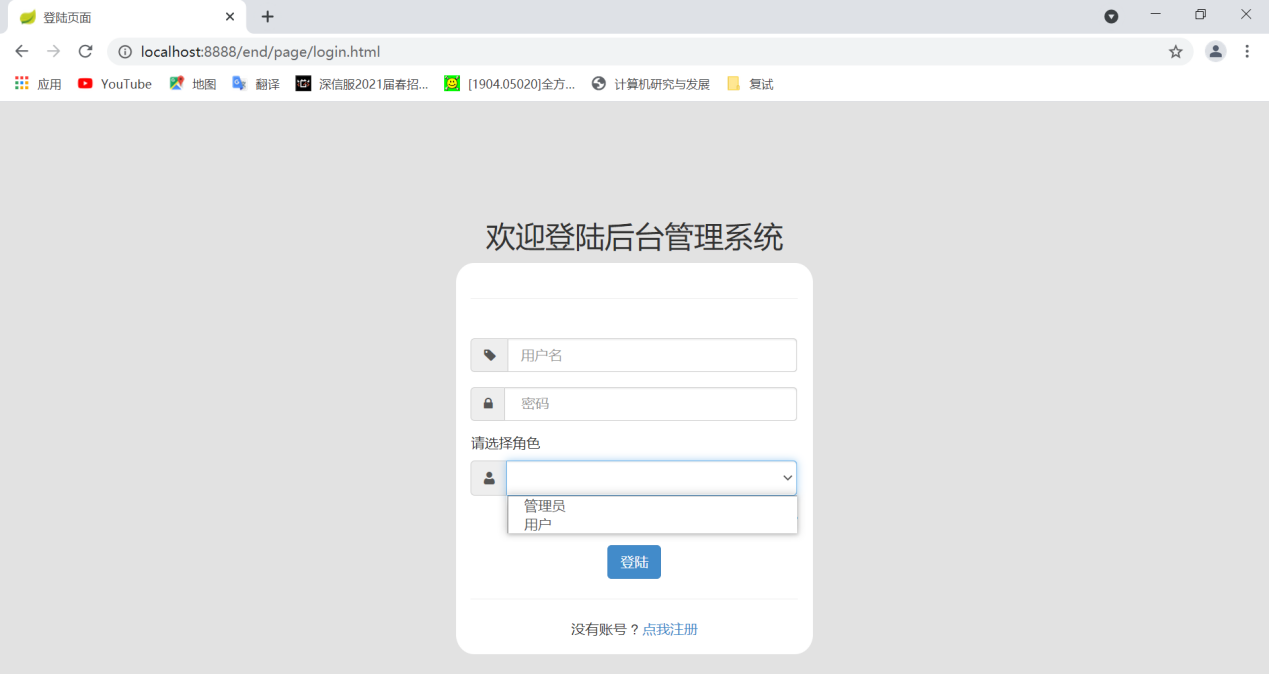 登陆页面
localhost:8888/end/page/login.html
应用 YouTube 地图 翻译 深信服2021届春招... [1904.05020]全方... 计算机研究与发展 复试
欢迎登陆后台管理系统
用户名
密码
请选择角色
管理员
用户
登陆
没有账号？点我注册